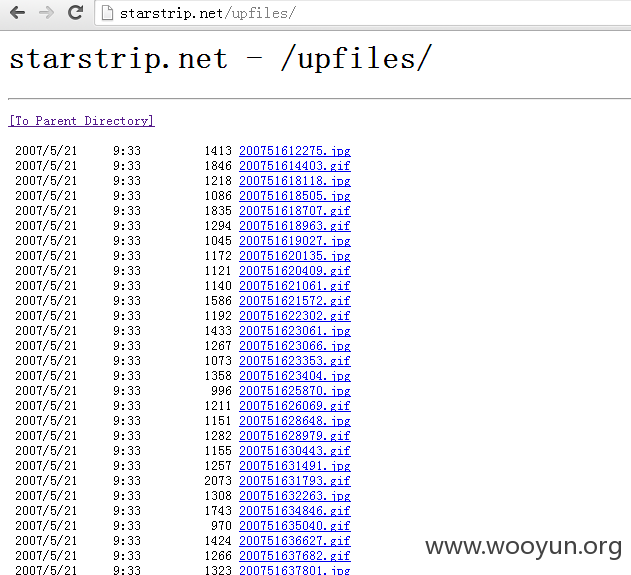 starstrip.net/upfiles/
starstrip.net - /upfiles/
[To Parent Directory]
2007/5/21 9:33 1413 200751612275.jpg
2007/5/21 9:33 1846 200751614403.gif
2007/5/21 9:33 1218 200751618118.jpg
2007/5/21 9:33 1086 200751618505.jpg
2007/5/21 9:33 1835 200751618707.gif
2007/5/21 9:33 1294 200751618963.gif
2007/5/21 9:33 1045 200751619027.jpg
2007/5/21 9:33 1172 200751620135.jpg
2007/5/21 9:33 1121 200751620409.gif
2007/5/21 9:33 1140 200751621061.gif
2007/5/21 9:33 1586 200751621572.gif
2007/5/21 9:33 1192 200751622302.gif
2007/5/21 9:33 1433 200751623061.jpg
2007/5/21 9:33 1267 200751623066.jpg
2007/5/21 9:33 1073 200751623353.gif
2007/5/21 9:33 1358 200751623404.gif
2007/5/21 9:33 996 200751625870.jpg
2007/5/21 9:33 1211 200751626069.gif
2007/5/21 9:33 1151 200751628648.jpg
2007/5/21 9:33 1282 200751628979.gif
2007/5/21 9:33 1155 200751630443.gif
2007/5/21 9:33 1257 200751631491.jpg
2007/5/21 9:33 2073 200751631793.gif
2007/5/21 9:33 1308 200751632263.jpg
2007/5/21 9:33 1743 200751634846.gif
2007/5/21 9:33 970 200751635040.gif
2007/5/21 9:33 1424 200751636627.jpg
2007/5/21 9:33 1266 200751637682.gif
2007/5/21 9:33 1323 200751637801.jpg
www.wooyun.org